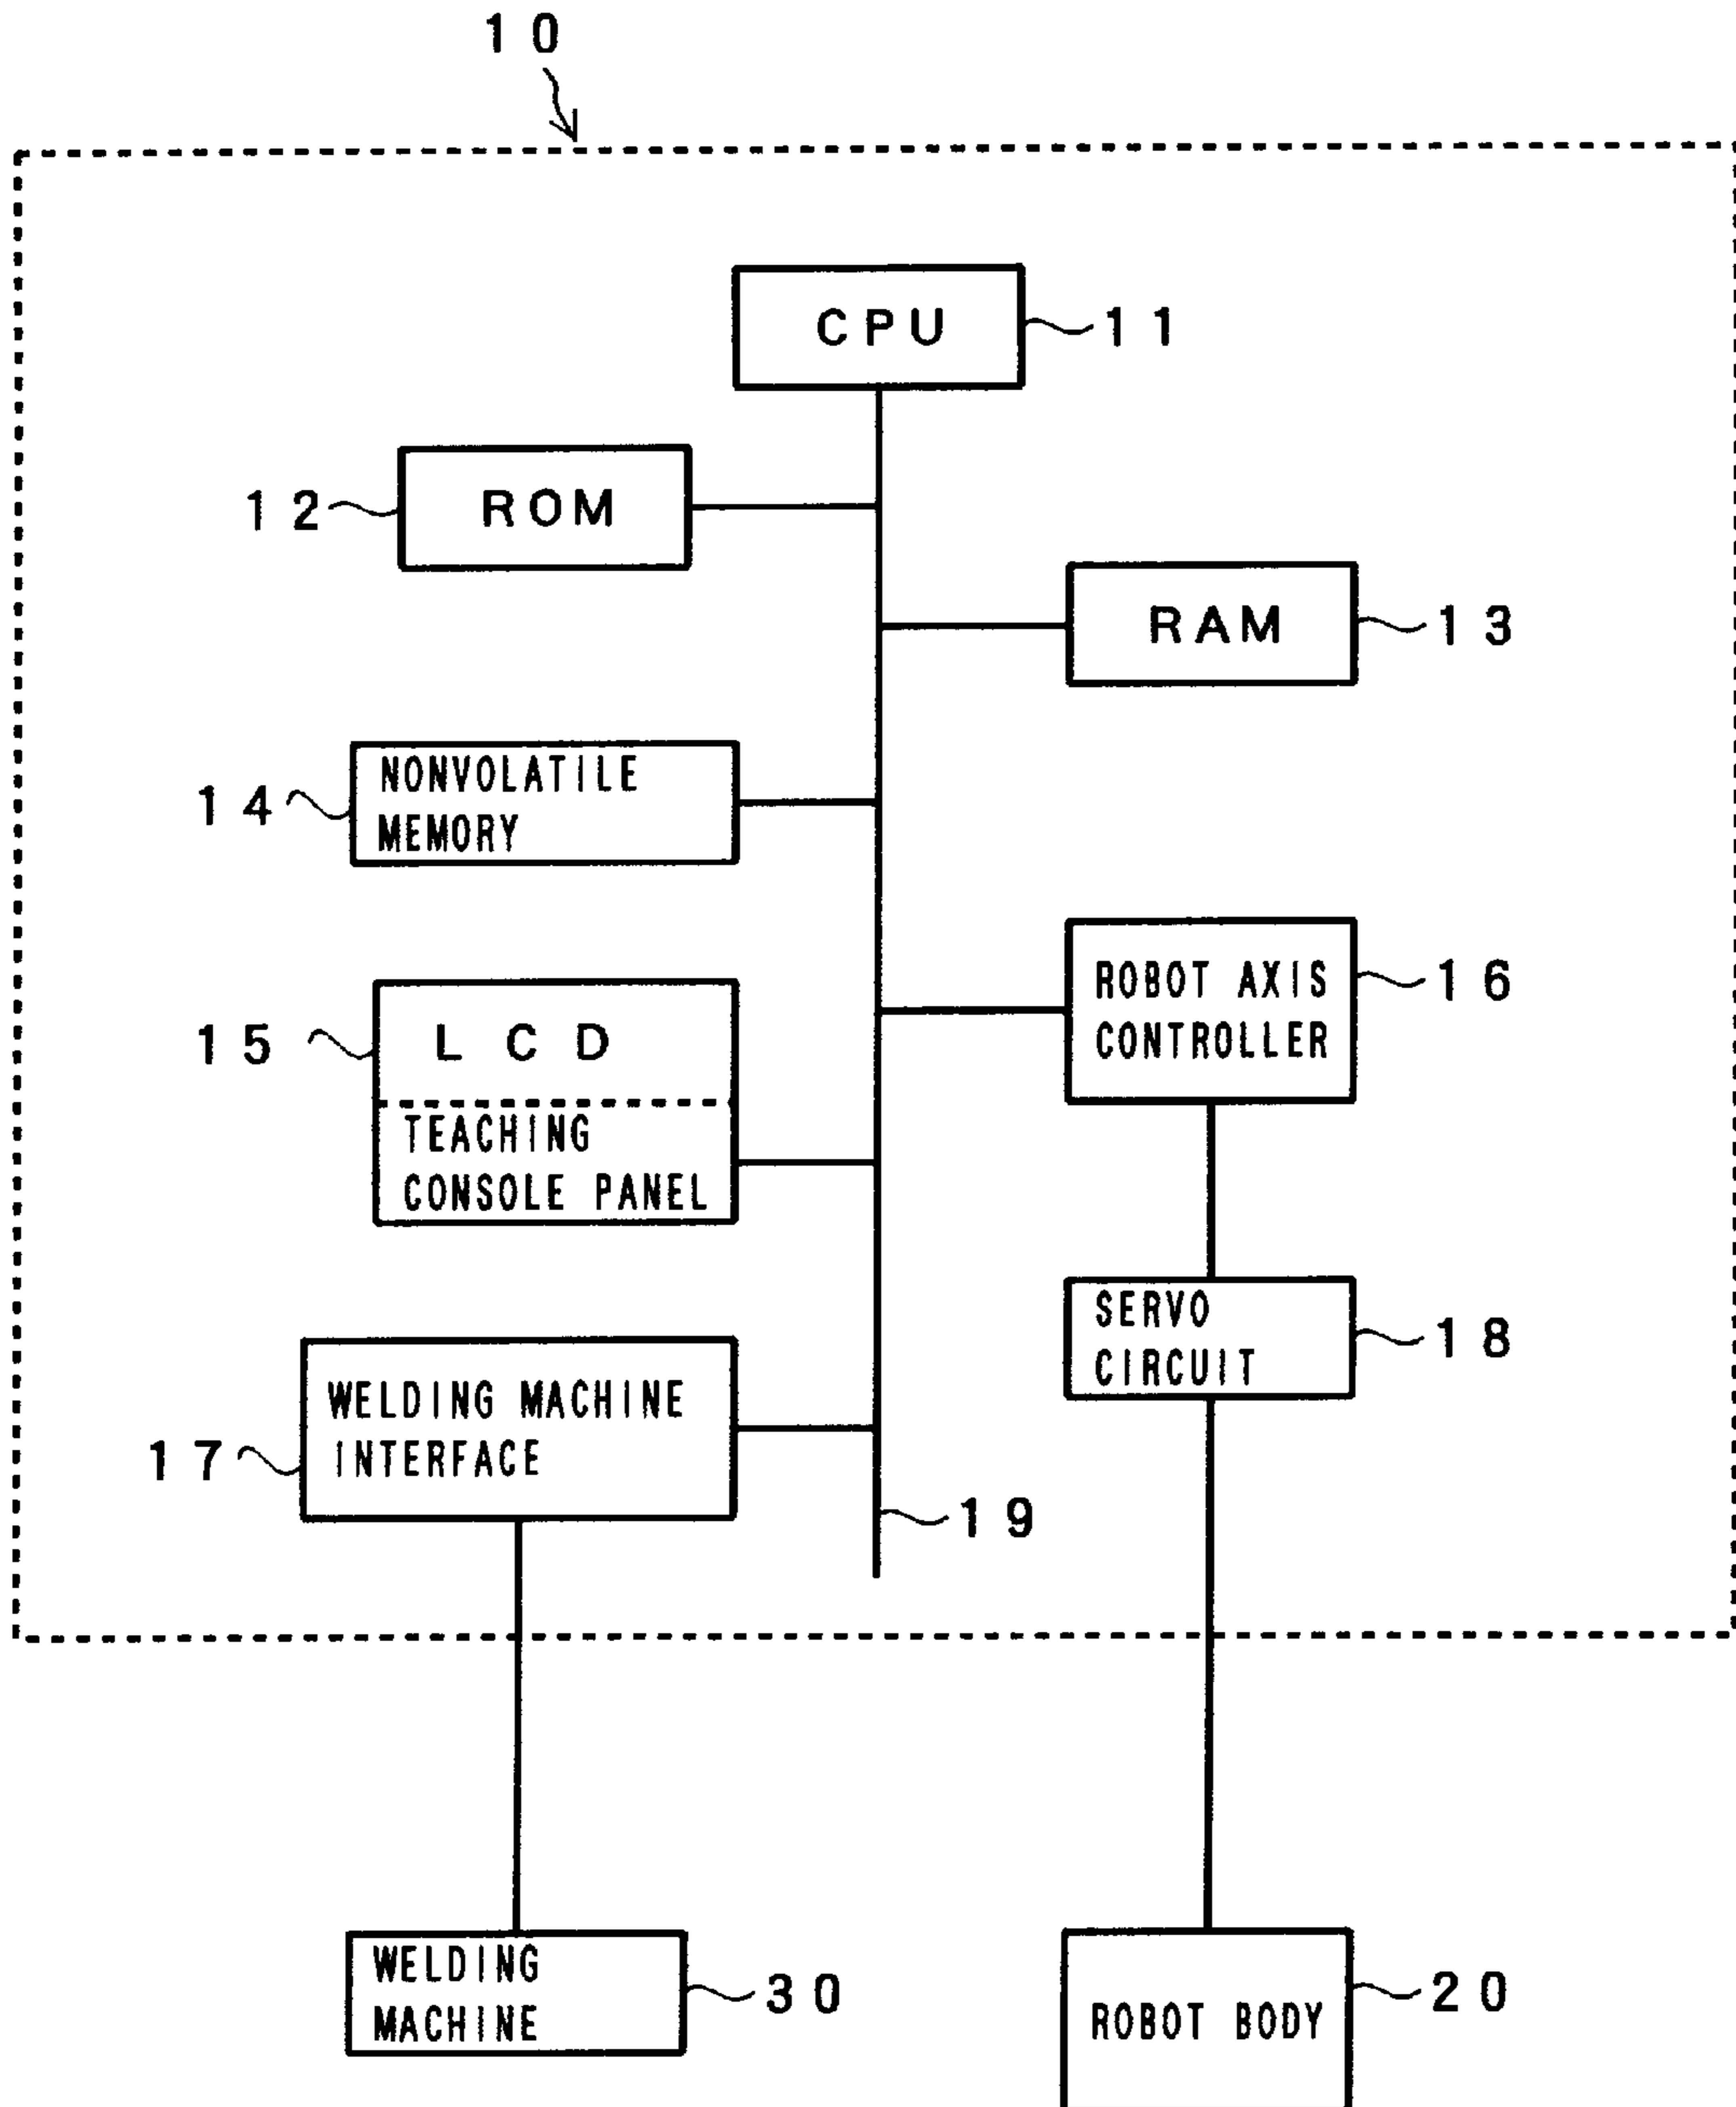 10
CPU
11
12
ROM
RAM
13
14
NONVOLATILE
MEMORY
15
LCD
TEACHING
CONSOLE PANEL
ROBOT AXIS
CONTROLLER
16
SERVO
CIRCUIT
18
17
WELDING MACHINE
INTERFACE
19
WELDING
MACHINE
30
ROBOT BODY
20